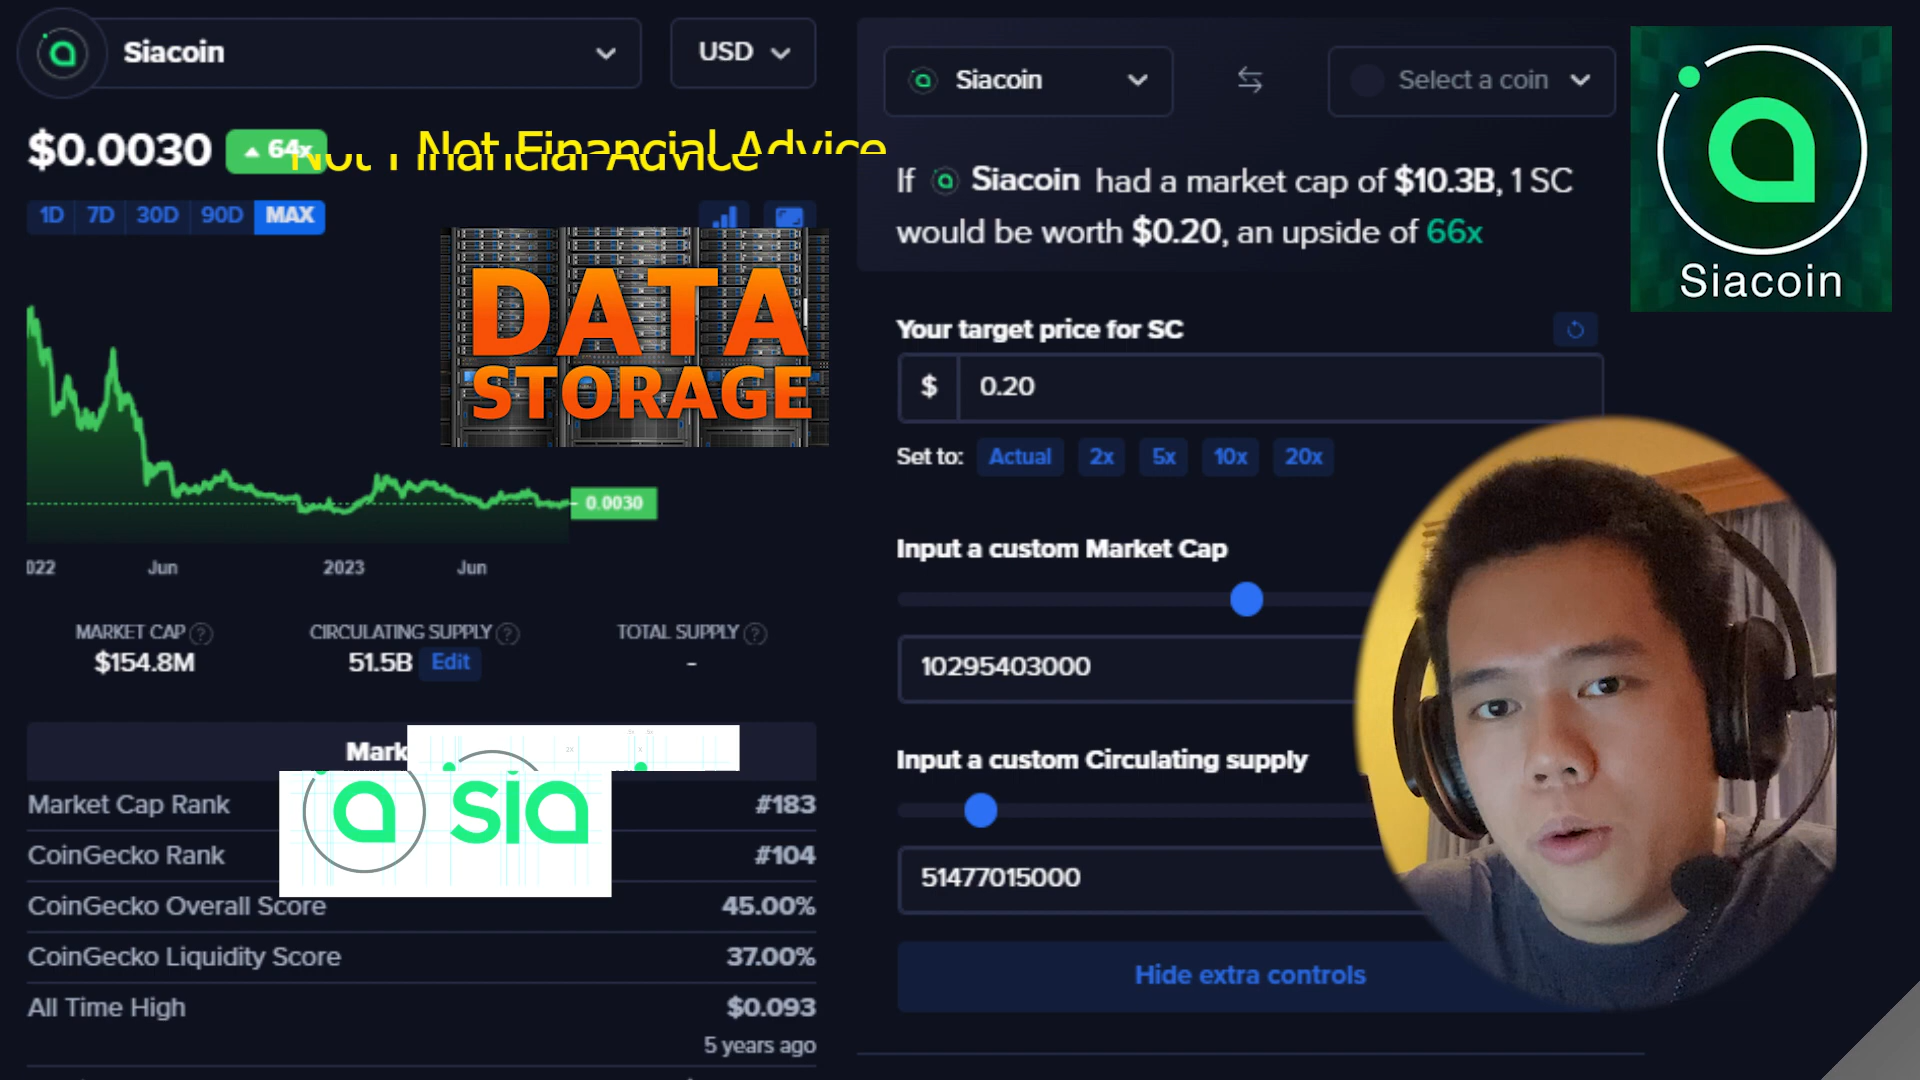 Siacoin
USD
$0.0030
64x
Not Financial Advice
1D 7D 30D 90D MAX
DATA
STORAGE
0.0030
022 Jun 2023 Jun
MARKET CAP ? CIRCULATING SUPPLY ? TOTAL SUPPLY ?
$154.8M 51.5B Edit -
Mark
sia
Market Cap Rank #183
CoinGecko Rank #104
CoinGecko Overall Score 45.00%
CoinGecko Liquidity Score 37.00%
All Time High $0.093
5 years ago
Siacoin Select a coin
If Siacoin had a market cap of $10.3B, 1 SC
would be worth $0.20, an upside of 66x
Your target price for SC
$ 0.20
Set to: Actual 2x 5x 10x 20x
Input a custom Market Cap
10295403000
Input a custom Circulating supply
51477015000
Hide extra controls
Siacoin